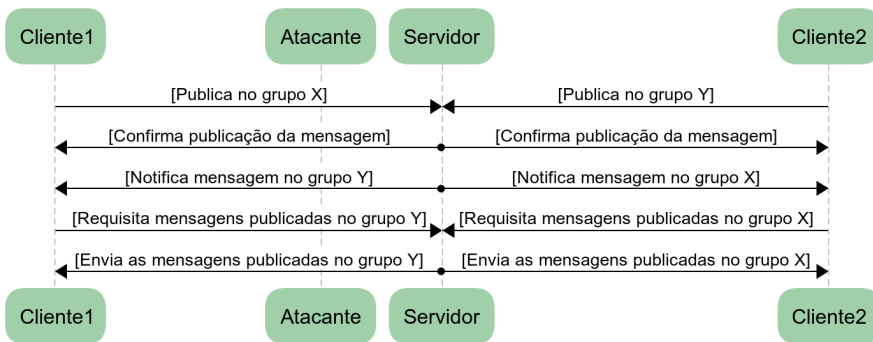 Cliente1
Atacante
Servidor
Cliente2
[Publica no grupo X]
[Publica no grupo Y]
[Confirma publicação da mensagem]
[Confirma publicação da mensagem]
[Notifica mensagem no grupo Y]
[Notifica mensagem no grupo X]
[Requisita mensagens publicadas no grupo Y]
[Requisita mensagens publicadas no grupo X]
[Envia as mensagens publicadas no grupo Y]
[Envia as mensagens publicadas no grupo X]
Cliente1
Atacante
Servidor
Cliente2